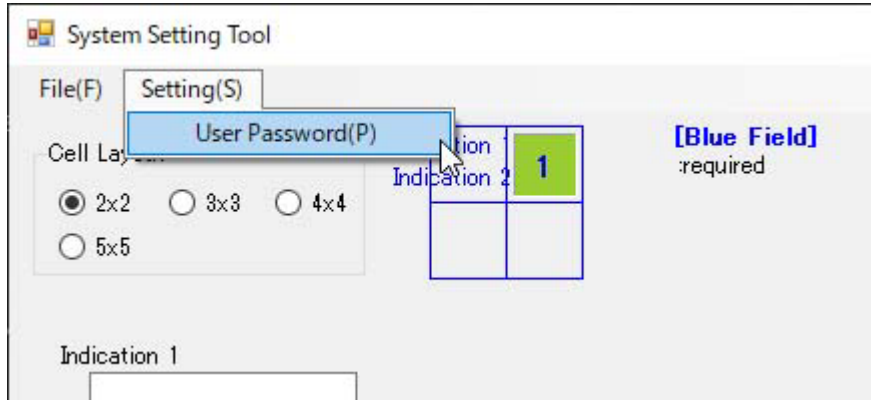 System Setting Tool
File(F) Setting(S)
User Password(P)
Cell
2x2 3x3 4x4
5x5
Indication 2
1
[Blue Field]
:required
Indication 1